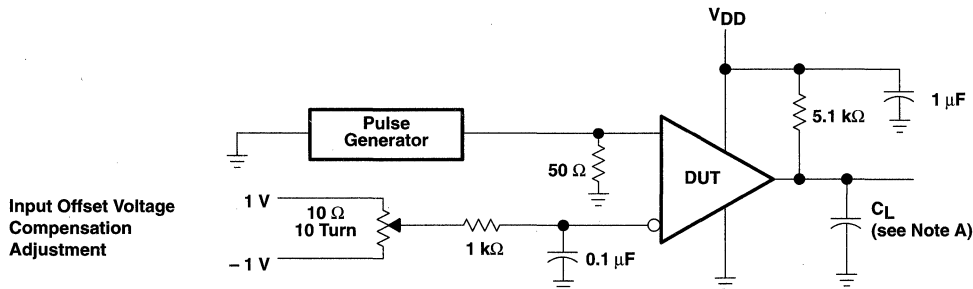 VDD
1 μF
5.1 kΩ
Pulse
Generator
50 Ω
DUT
CL
(see Note A)
Input Offset Voltage
Compensation
Adjustment
1 V
10 Ω
10 Turn
– 1 V
1 kΩ
0.1 μF